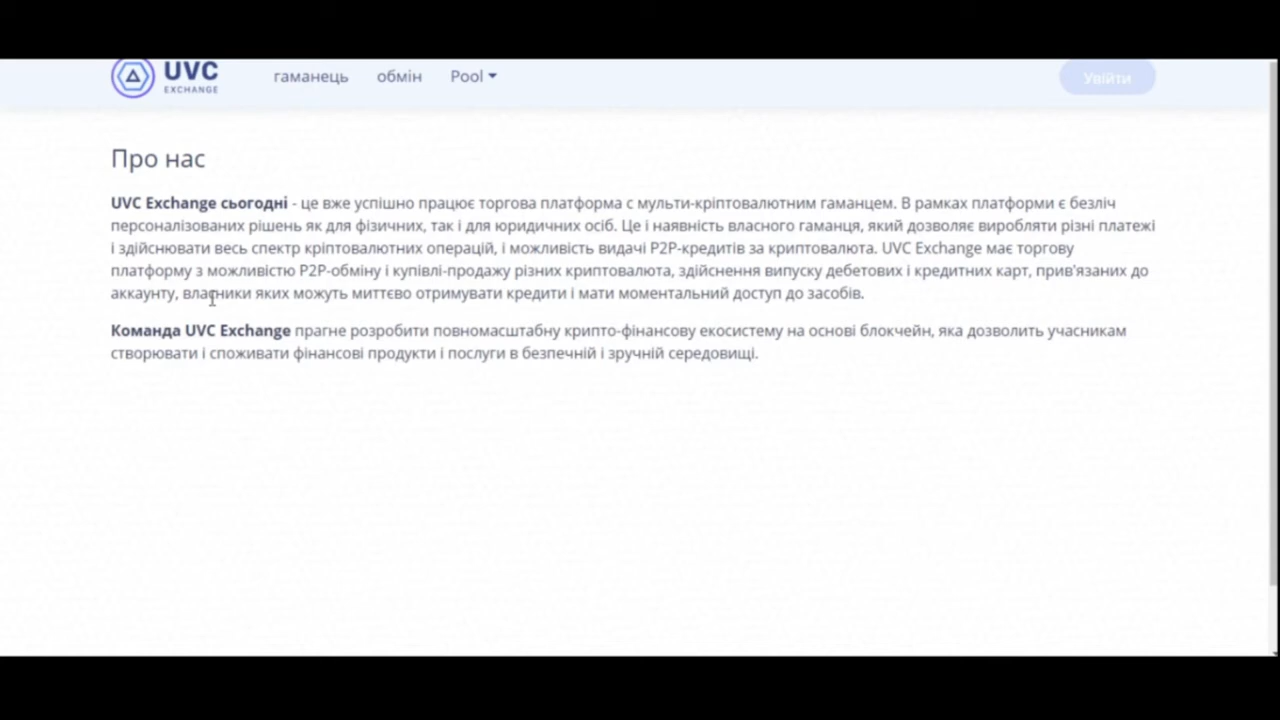 UVC
EXCHANGE
гаманець обмін Pool
Увійти
Про нас
UVC Exchange сьогодні - це вже успішно працює торгова платформа с мульти-кріптовалютним гаманцем. В рамках платформи є безліч
персоналізованих рішень як для фізичних, так і для юридичних осіб. Це і наявність власного гаманця, який дозволяє виробляти різні платежі
і здійснювати весь спектр кріптовалютних операцій, і можливість видачі P2P-кредитів за криптовалюта. UVC Exchange має торгову
платформу з можливістю P2P-обміну і купівлі-продажу різних криптовалюта, здійснення випуску дебетових і кредитних карт, прив'язаних до
аккаунту, власники яких можуть миттєво отримувати кредити і мати моментальний доступ до засобів.
Команда UVC Exchange прагне розробити повномасштабну крипто-фінансову екосистему на основі блокчейн, яка дозволить учасникам
створювати і споживати фінансові продукти і послуги в безпечній і зручній середовищі.